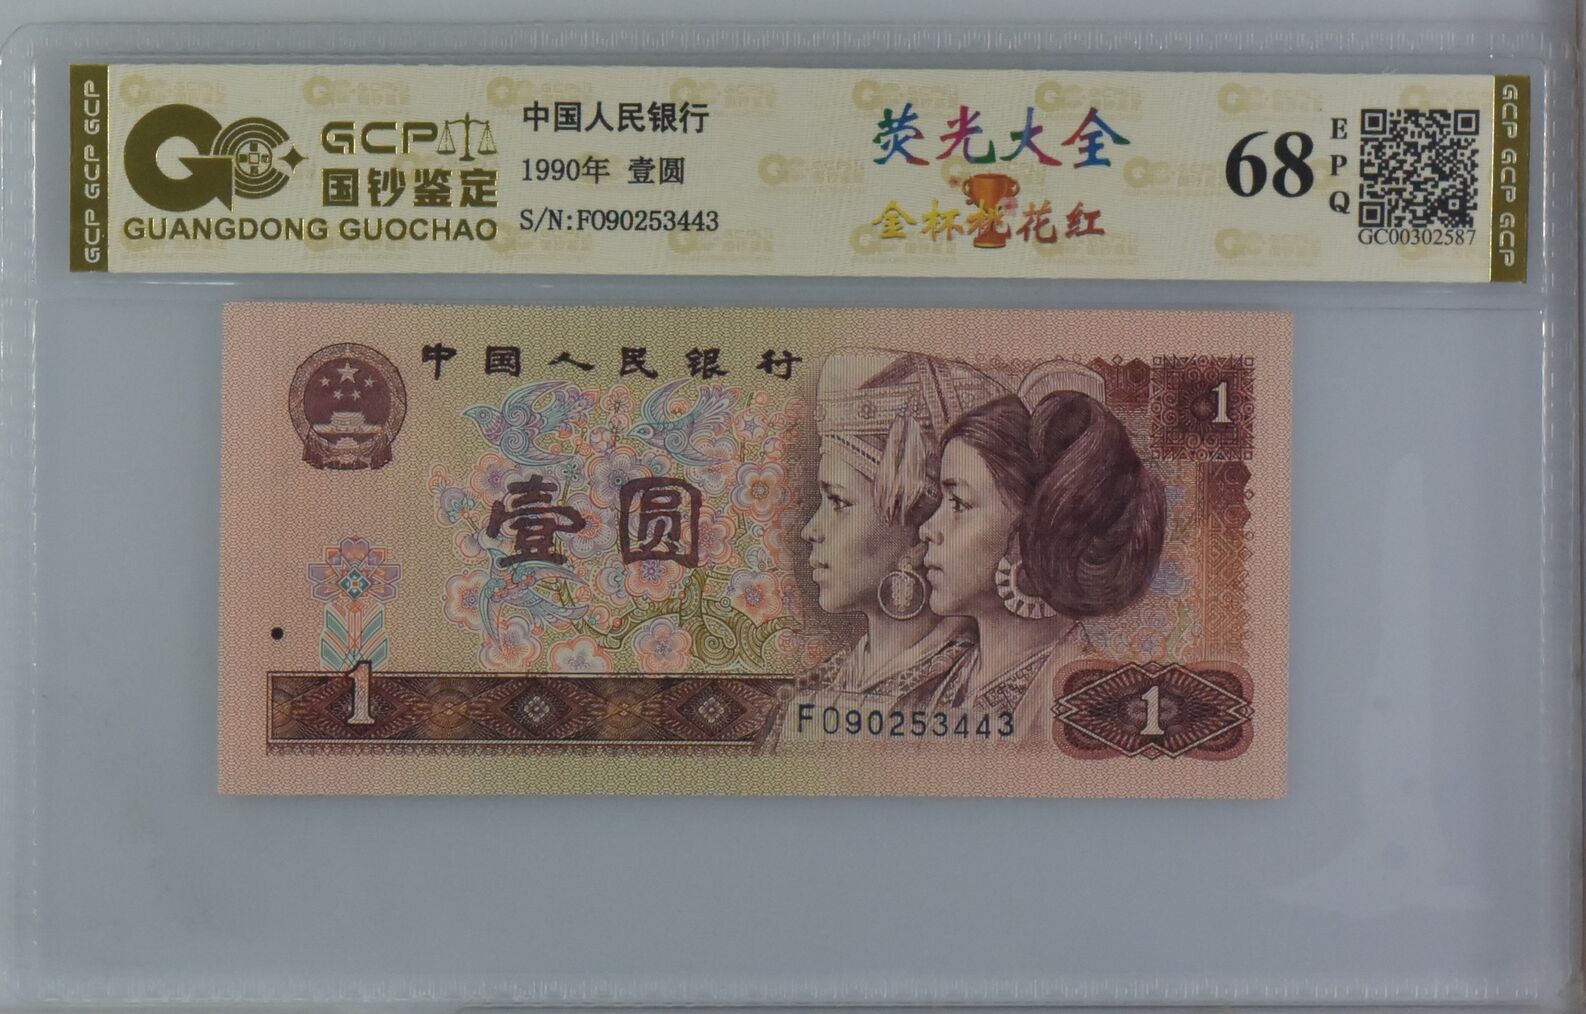 GCP GCP GCP
GCP
国钞鉴定
GUANGDONG GUOCHAO
中国人民银行
1990年 壹圆
S/N:F090253443
荧光大全
金杯桃花红
68
EPQ
GC00302587
GCP GCP GCP
中国人民银行
1
壹圆
1
F090253443
1